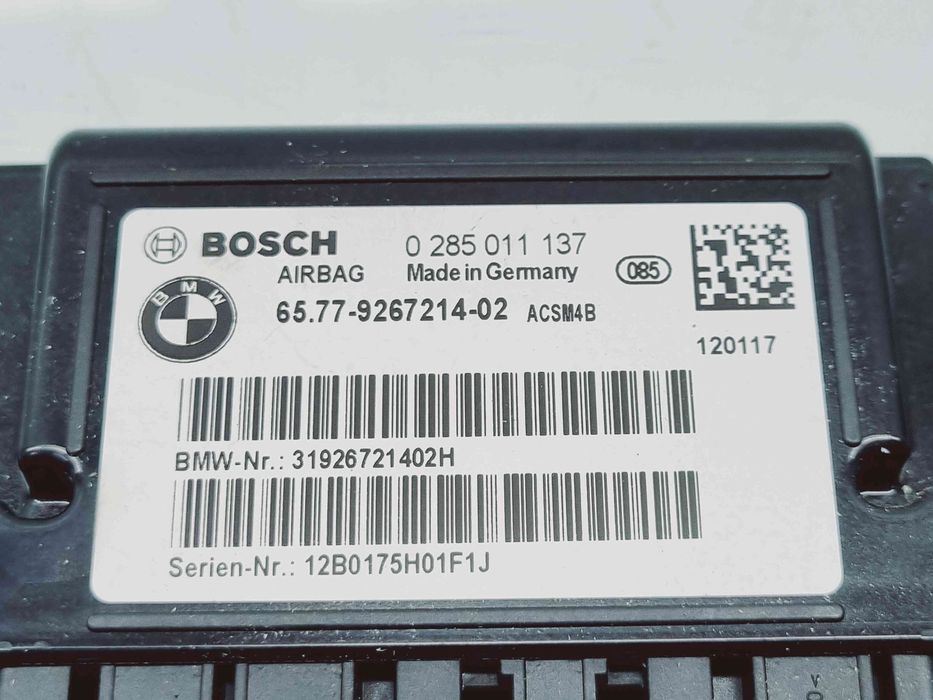 BOSCH 0 285 011 137
AIRBAG Made in Germany 085
BMW
65.77-9267214-02 ACSM4B
120117
BMW-Nr.: 31926721402H
Serien-Nr.: 12B0175H01F1J